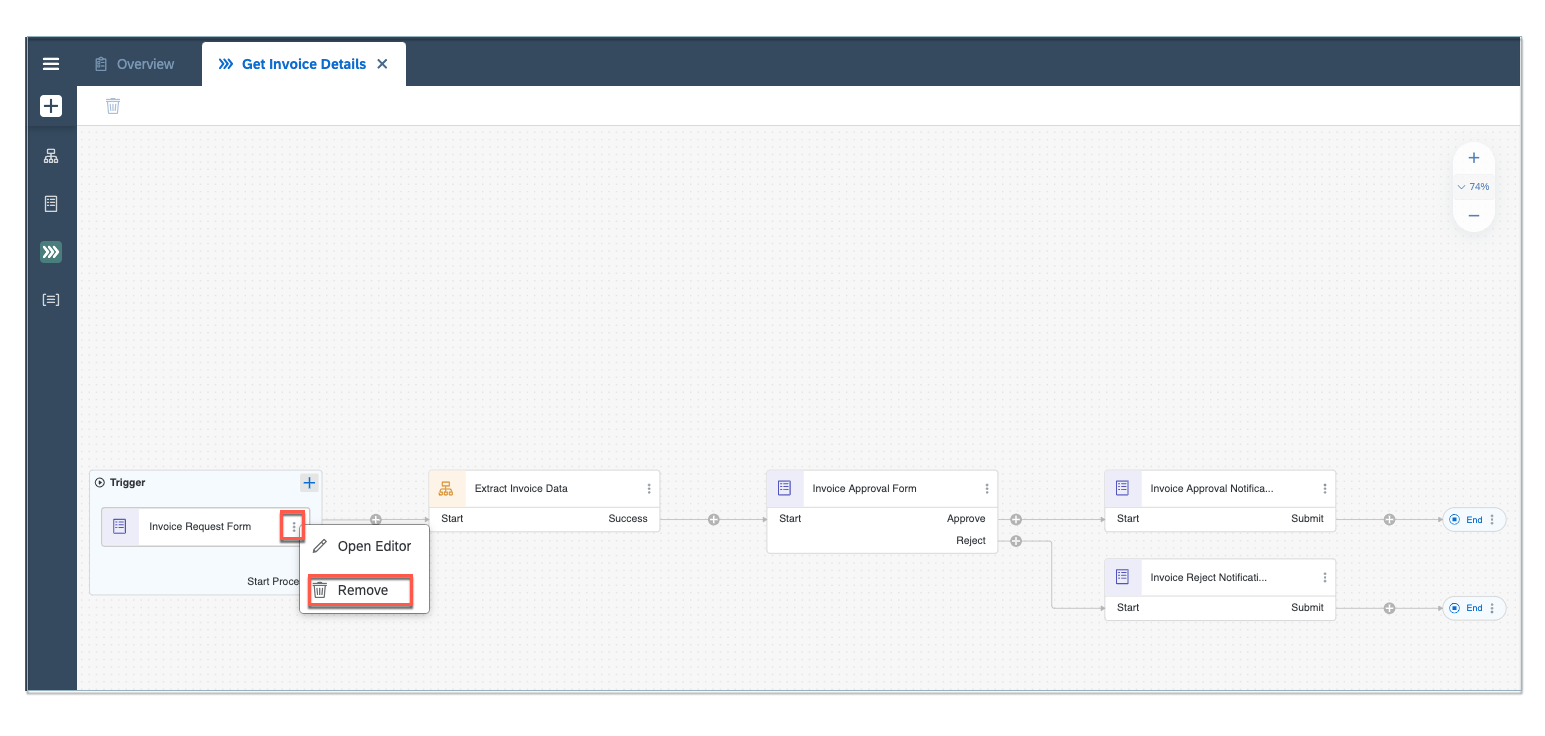 Overview
Get Invoice Details
74%
Trigger
Invoice Request Form
Start Proce
Open Editor
Remove
Extract Invoice Data
Start Success
Invoice Approval Form
Start Approve
Reject
Invoice Approval Notifica...
Start Submit
End
Invoice Reject Notificati...
Start Submit
End